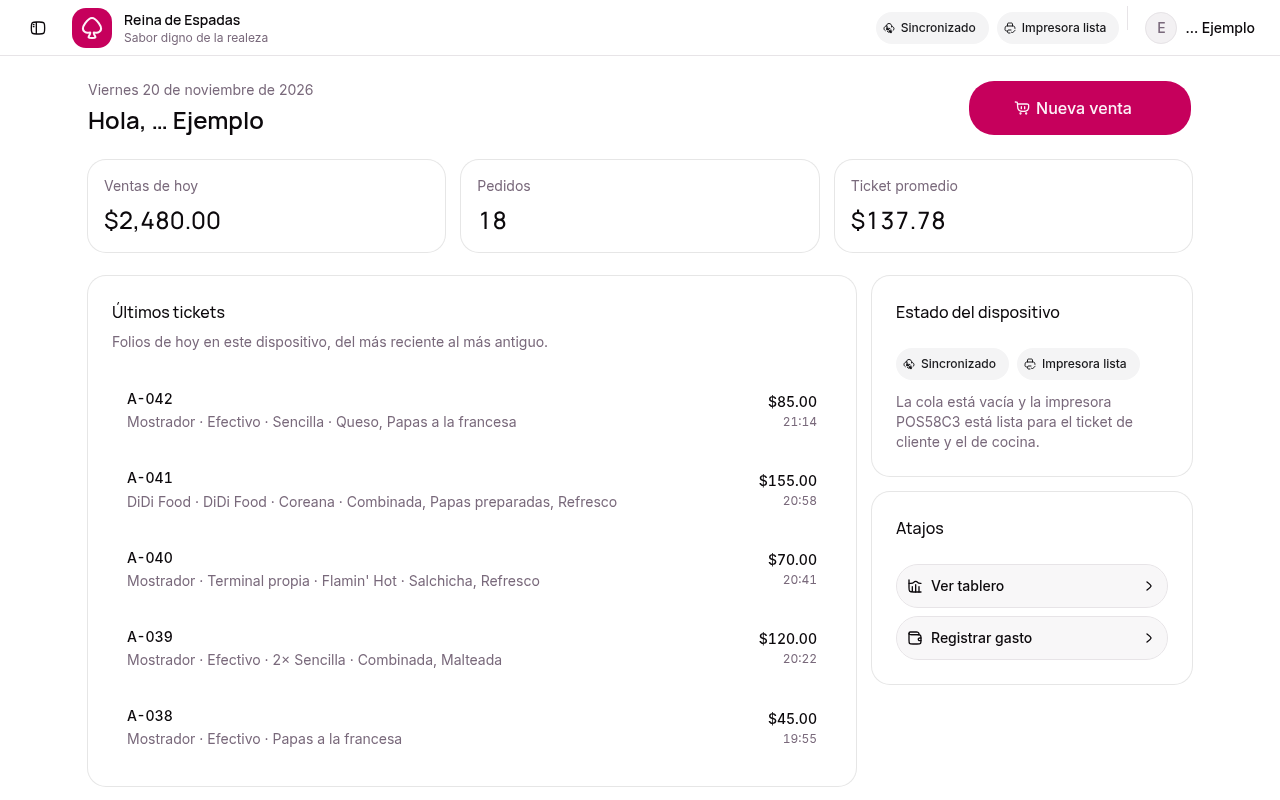 Reina de Espadas
Sabor digno de la realeza
Sincronizado
Impresora lista
E
... Ejemplo
Viernes 20 de noviembre de 2026
Hola, ... Ejemplo
Nueva venta
Ventas de hoy
$2,480.00
Pedidos
18
Ticket promedio
$137.78
Últimos tickets
Folios de hoy en este dispositivo, del más reciente al más antiguo.
A-042
$85.00
Mostrador · Efectivo · Sencilla · Queso, Papas a la francesa
21:14
A-041
$155.00
DiDi Food · DiDi Food · Coreana · Combinada, Papas preparadas, Refresco
20:58
A-040
$70.00
Mostrador · Terminal propia · Flamin' Hot · Salchicha, Refresco
20:41
A-039
$120.00
Mostrador · Efectivo · 2× Sencilla · Combinada, Malteada
20:22
A-038
$45.00
Mostrador · Efectivo · Papas a la francesa
19:55
Estado del dispositivo
Sincronizado
Impresora lista
La cola está vacía y la impresora
POS58C3 está lista para el ticket de
cliente y el de cocina.
Atajos
Ver tablero
Registrar gasto